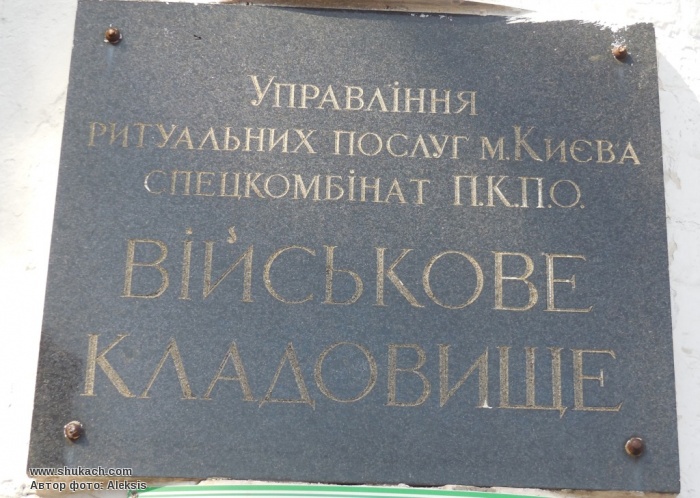 Управління
ритуальних послуг м. Києва
спецкомбінат П.К.П.О.
ВІЙСЬКОВЕ
КЛАДОВИЩЕ
www.shukach.com
Автор фото: Aleksis